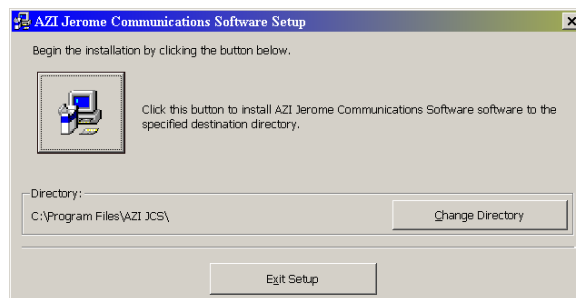 AZI Jerome Communications Software Setup
Begin the installation by clicking the button below.
Click this button to install AZI Jerome Communications Software software to the
specified destination directory.
Directory:
C:\Program Files\AZI JCS\
Change Directory
Exit Setup